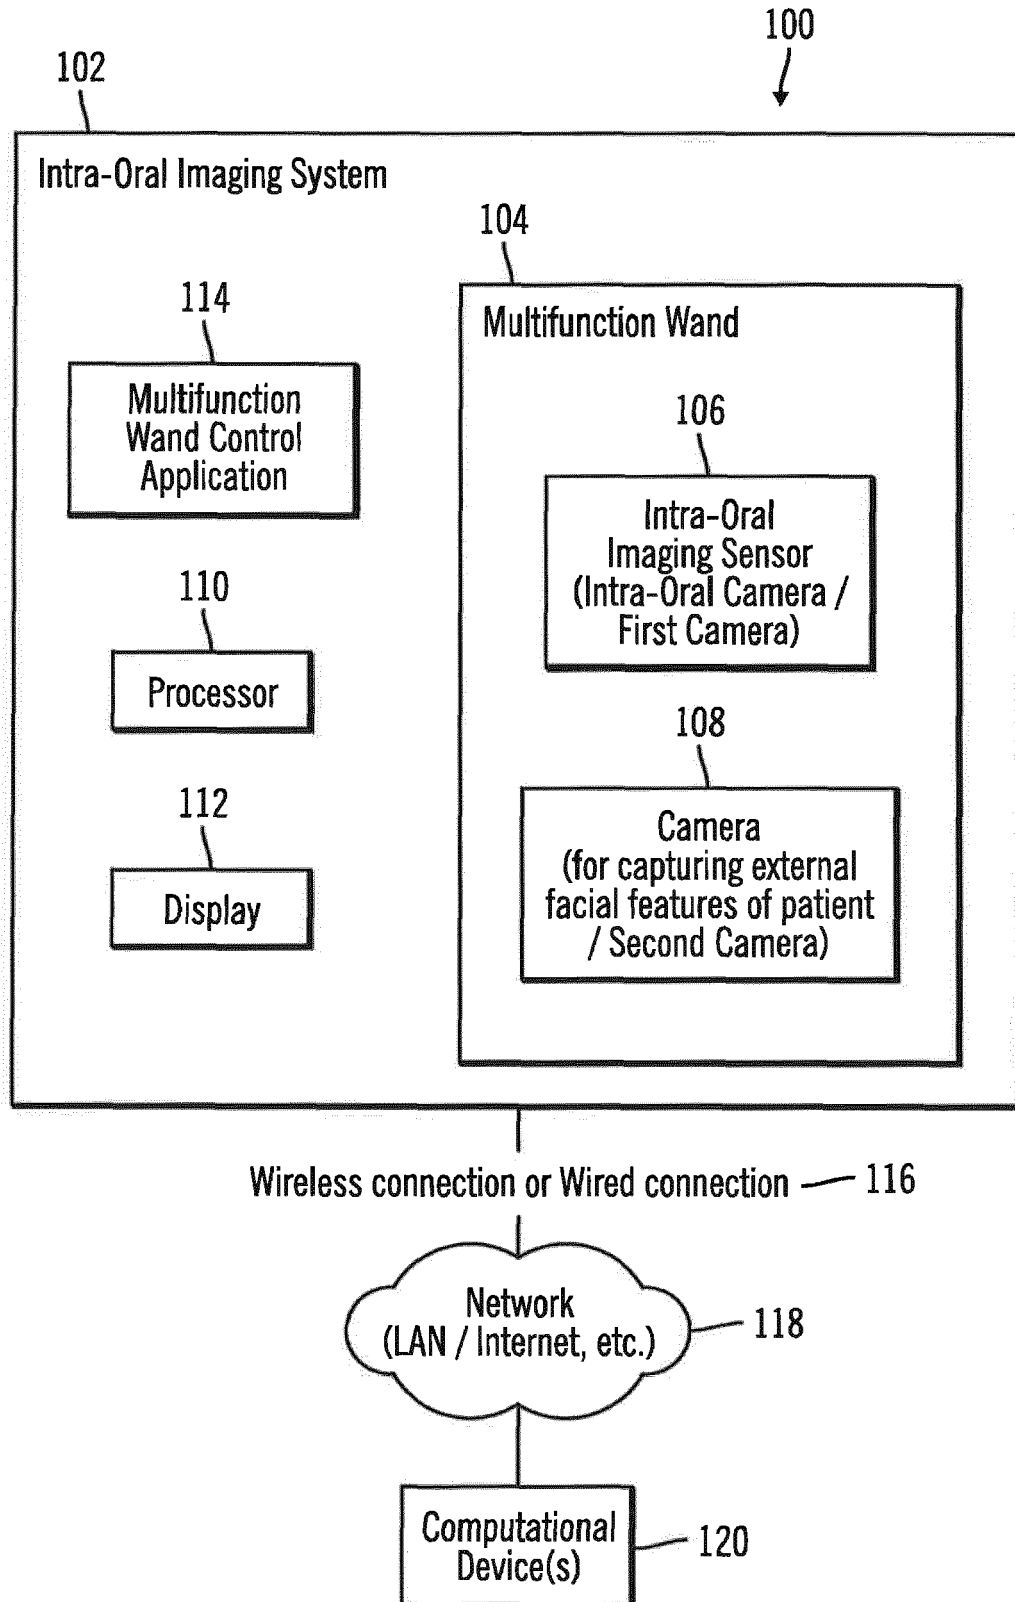 100
102
Intra-Oral Imaging System
104
Multifunction Wand
114
Multifunction
Wand Control
Application
106
Intra-Oral
Imaging Sensor
(Intra-Oral Camera /
First Camera)
110
Processor
108
Camera
(for capturing external
facial features of patient
/ Second Camera)
112
Display
Wireless connection or Wired connection
116
Network
(LAN / Internet, etc.)
118
Computational
Device(s)
120